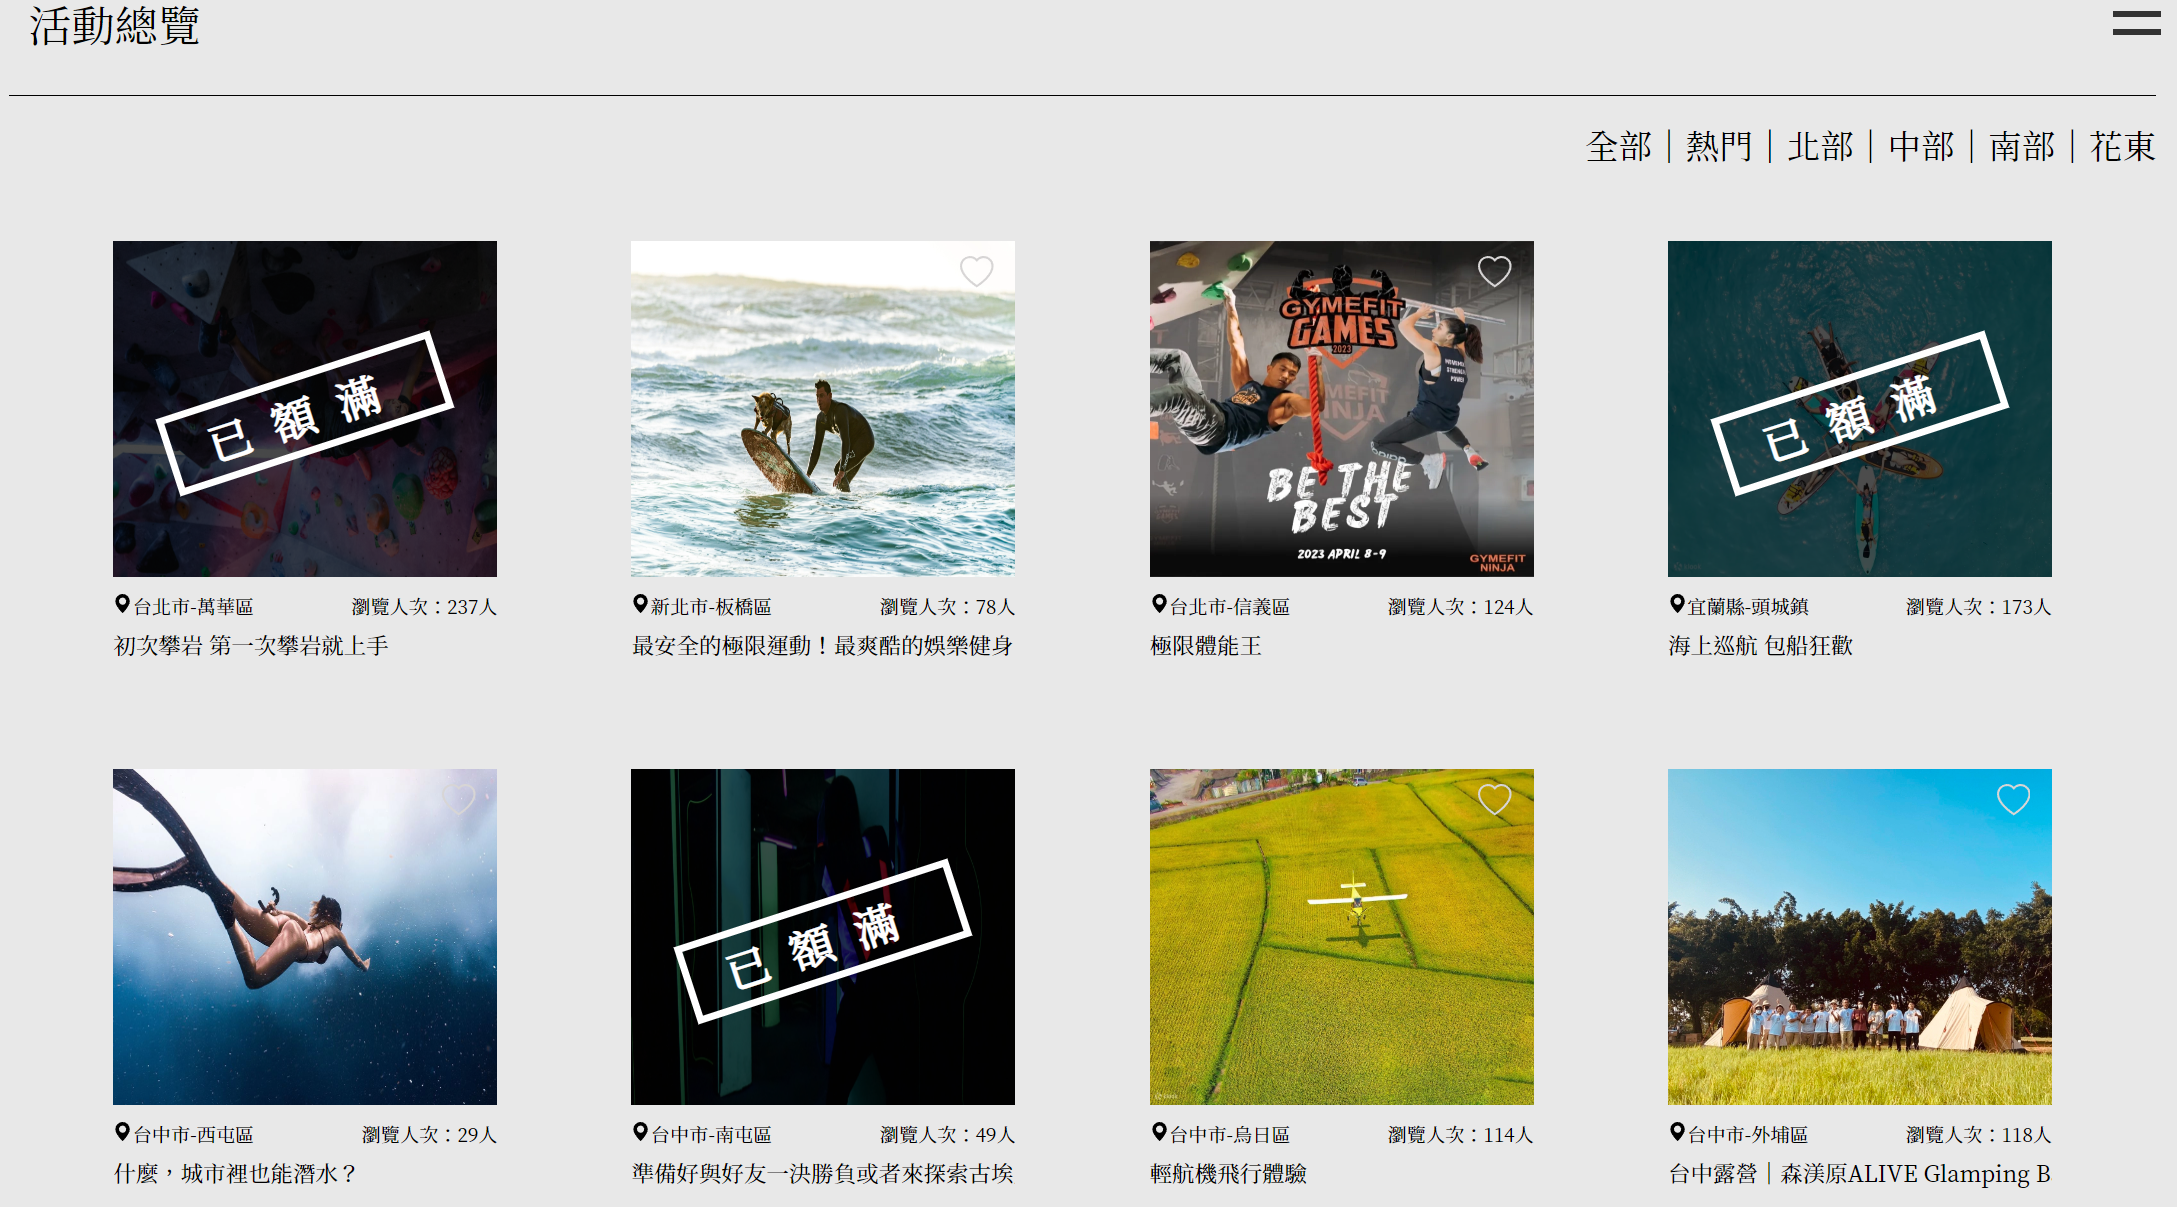 活動總覽
全部｜熱門｜北部｜中部｜南部｜花東
已額滿
GYMEFIT
GAMES
2023
BE THE
BEST
2023 APRIL 8-9
GYMEFIT
NINJA
已額滿
台北市-萬華區 瀏覽人次：237人
初次攀岩 第一次攀岩就上手
新北市-板橋區 瀏覽人次：78人
最安全的極限運動！最爽酷的娛樂健身
台北市-信義區 瀏覽人次：124人
極限體能王
宜蘭縣-頭城鎮 瀏覽人次：173人
海上巡航 包船狂歡
已額滿
台中市-西屯區 瀏覽人次：29人
什麼，城市裡也能潛水？
台中市-南屯區 瀏覽人次：49人
準備好與好友一決勝負或者來探索古埃
台中市-烏日區 瀏覽人次：114人
輕航機飛行體驗
台中市-外埔區 瀏覽人次：118人
台中露營｜森渼原ALIVE Glamping B